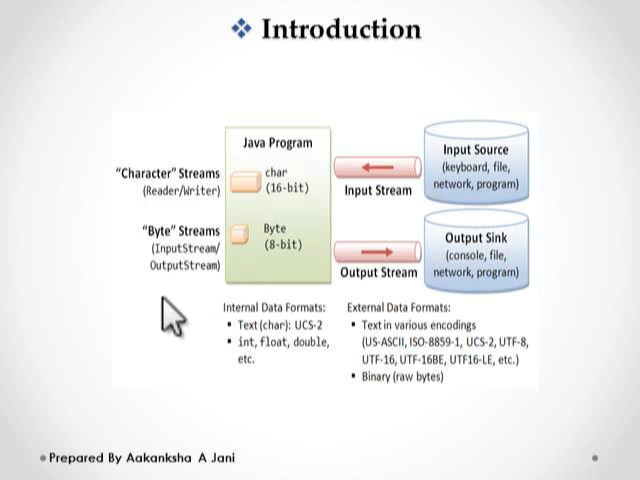 Introduction
Java Program
"Character" Streams
(Reader/Writer)
char
(16-bit)
"Byte" Streams
(InputStream/
OutputStream)
Byte
(8-bit)
Input Stream
Input Source
(keyboard, file,
network, program)
Output Stream
Output Sink
(console, file,
network, program)
Internal Data Formats:
▪ Text (char): UCS-2
▪ int, float, double,
etc.
External Data Formats:
▪ Text in various encodings
(US-ASCII, ISO-8859-1, UCS-2, UTF-8,
UTF-16, UTF-16BE, UTF16-LE, etc.)
▪ Binary (raw bytes)
Prepared By Aakanksha A Jani